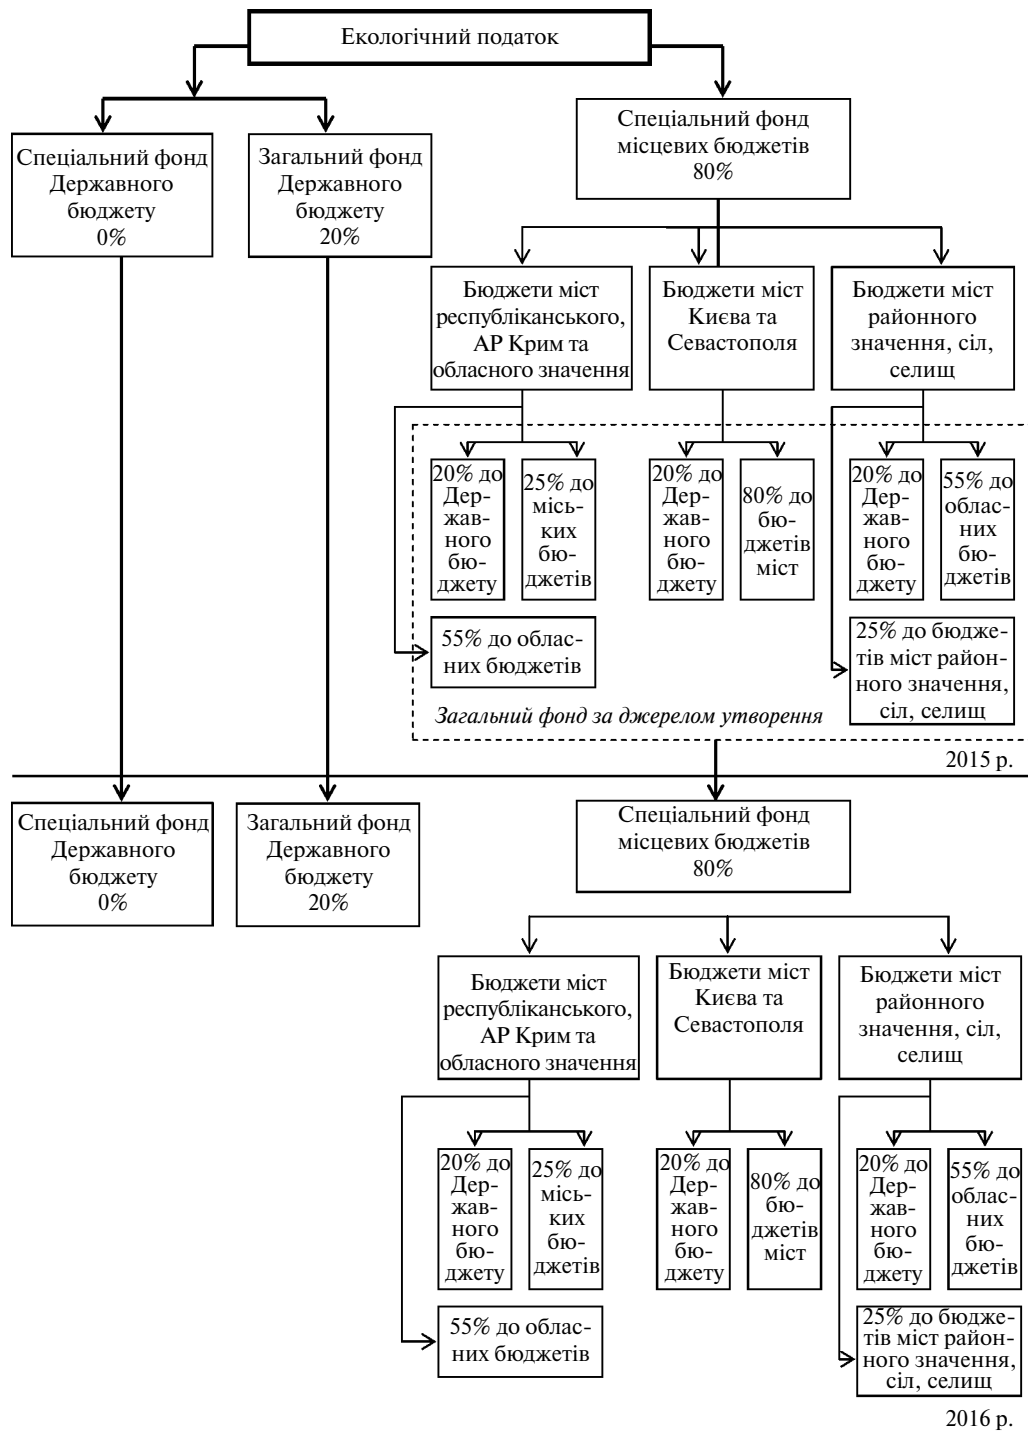 Екологічний податок
Спеціальний фонд
Державного
бюджету
0%
Загальний фонд
Державного
бюджету
20%
Спеціальний фонд
місцевих бюджетів
80%
Бюджети міст
республіканського,
АР Крим та
обласного значення
Бюджети міст
Києва та
Севастополя
Бюджети міст
районного
значення, сіл,
селищ
20% до
Дер-
жав-
ного
бю-
джету
25% до
місь-
ких
бю-
джетів
20% до
Дер-
жав-
ного
бю-
джету
80% до
бю-
джетів
міст
20% до
Дер-
жав-
ного
бю-
джету
55% до
облас-
них
бю-
джетів
55% до облас-
них бюджетів
25% до бюдже-
тів міст район-
ного значення,
сіл, селищ
Загальний фонд за джерелом утворення
2015 р.
Спеціальний фонд
Державного
бюджету
0%
Загальний фонд
Державного
бюджету
20%
Спеціальний фонд
місцевих бюджетів
80%
Бюджети міст
республіканського,
АР Крим та
обласного значення
Бюджети міст
Києва та
Севастополя
Бюджети міст
районного
значення, сіл,
селищ
20% до
Дер-
жав-
ного
бю-
джету
25% до
місь-
ких
бю-
джетів
20% до
Дер-
жав-
ного
бю-
джету
80% до
бю-
джетів
міст
20% до
Дер-
жав-
ного
бю-
джету
55% до
облас-
них
бю-
джетів
55% до облас-
них бюджетів
25% до бюдже-
тів міст район-
ного значення,
сіл, селищ
2016 р.